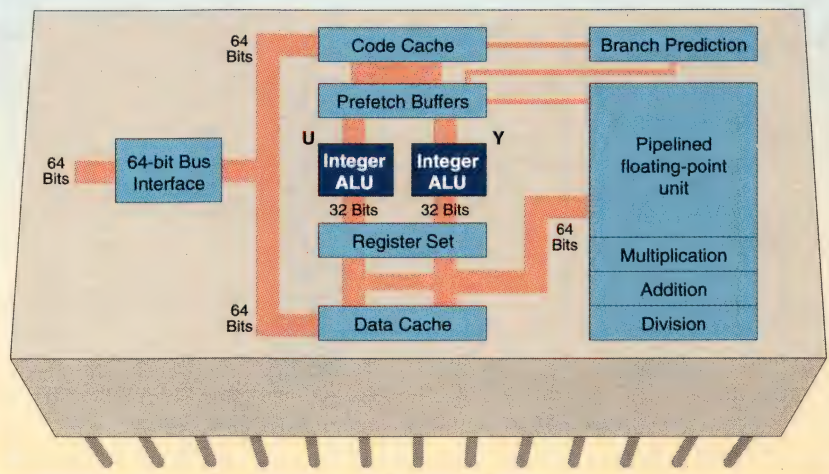 64
Bits
Code Cache
Branch Prediction
Prefetch Buffers
U
Y
64
Bits
64-bit Bus
Interface
Integer
ALU
Integer
ALU
Pipelined
floating-point
unit
32 Bits
32 Bits
Register Set
64
Bits
Multiplication
Addition
Division
64
Bits
Data Cache